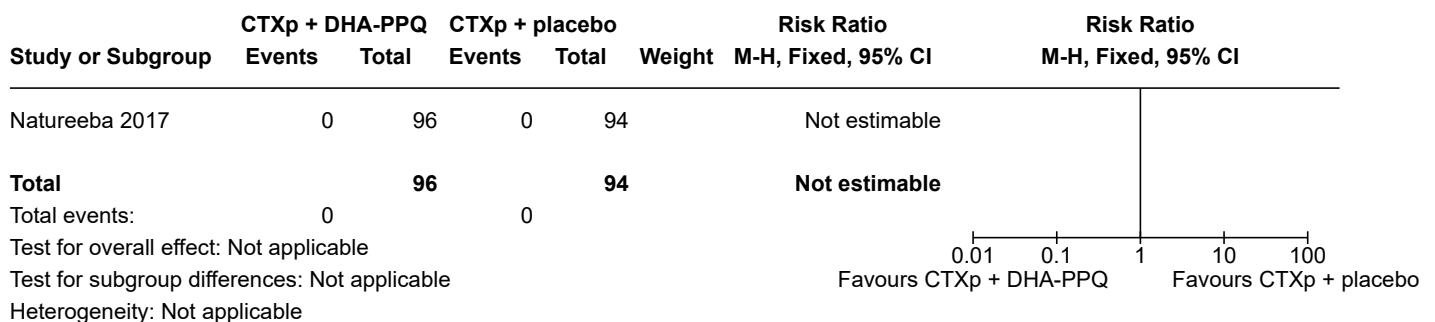 CTXp + DHA-PPQ CTXp + placebo Risk Ratio Risk Ratio
Study or Subgroup Events Total Events Total Weight M-H, Fixed, 95% CI M-H, Fixed, 95% CI
Natureeba 2017 0 96 0 94 Not estimable
Total 96 94 Not estimable
Total events: 0 0
Test for overall effect: Not applicable
0.01 0.1 1 10 100
Test for subgroup differences: Not applicable
Favours CTXp + DHA-PPQ Favours CTXp + placebo
Heterogeneity: Not applicable